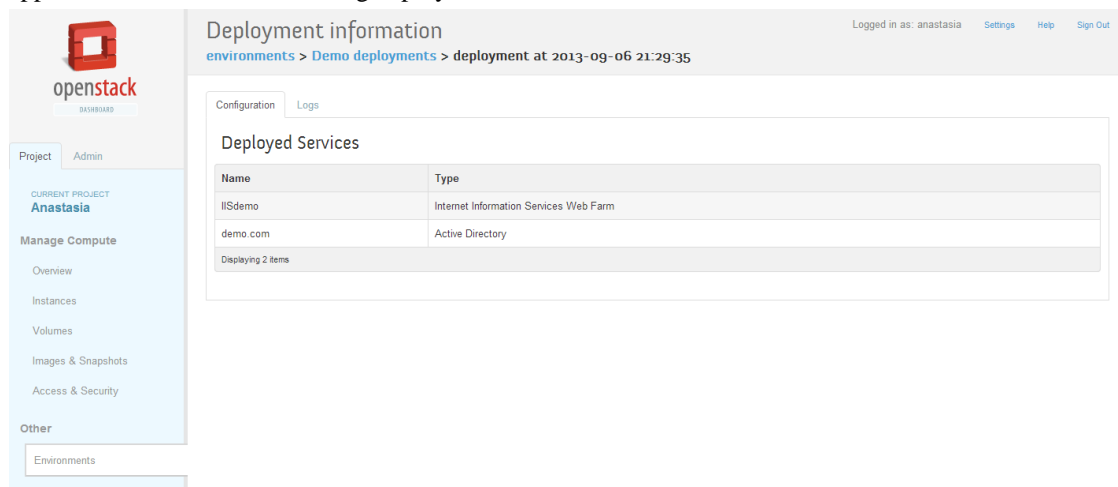 Deployment information
Logged in as: anastasia Settings Help Sign Out
environments > Demo deployments > deployment at 2013-09-06 21:29:35
openstack
DASHBOARD
Configuration Logs
Deployed Services
Project Admin
Name Type
CURRENT PROJECT
Anastasia
IISdemo Internet Information Services Web Farm
demo.com Active Directory
Manage Compute
Displaying 2 items
Overview
Instances
Volumes
Images & Snapshots
Access & Security
Other
Environments